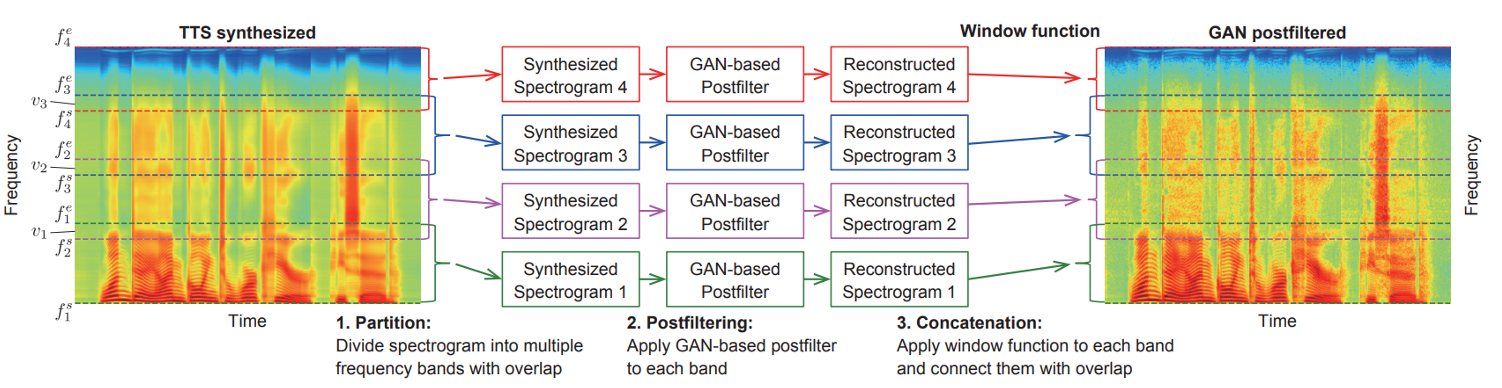 TTS synthesized
Window function
GAN postfiltered
Frequency
f_4^e
f_3^e
v_3
f_4^s
f_2^e
v_2
f_3^s
f_1^e
v_1
f_2^s
f_1^s
Time
Synthesized
Spectrogram 4
GAN-based
Postfilter
Reconstructed
Spectrogram 4
Synthesized
Spectrogram 3
GAN-based
Postfilter
Reconstructed
Spectrogram 3
Synthesized
Spectrogram 2
GAN-based
Postfilter
Reconstructed
Spectrogram 2
Synthesized
Spectrogram 1
GAN-based
Postfilter
Reconstructed
Spectrogram 1
Frequency
Time
1. Partition:
Divide spectrogram into multiple
frequency bands with overlap
2. Postfiltering:
Apply GAN-based postfilter
to each band
3. Concatenation:
Apply window function to each band
and connect them with overlap